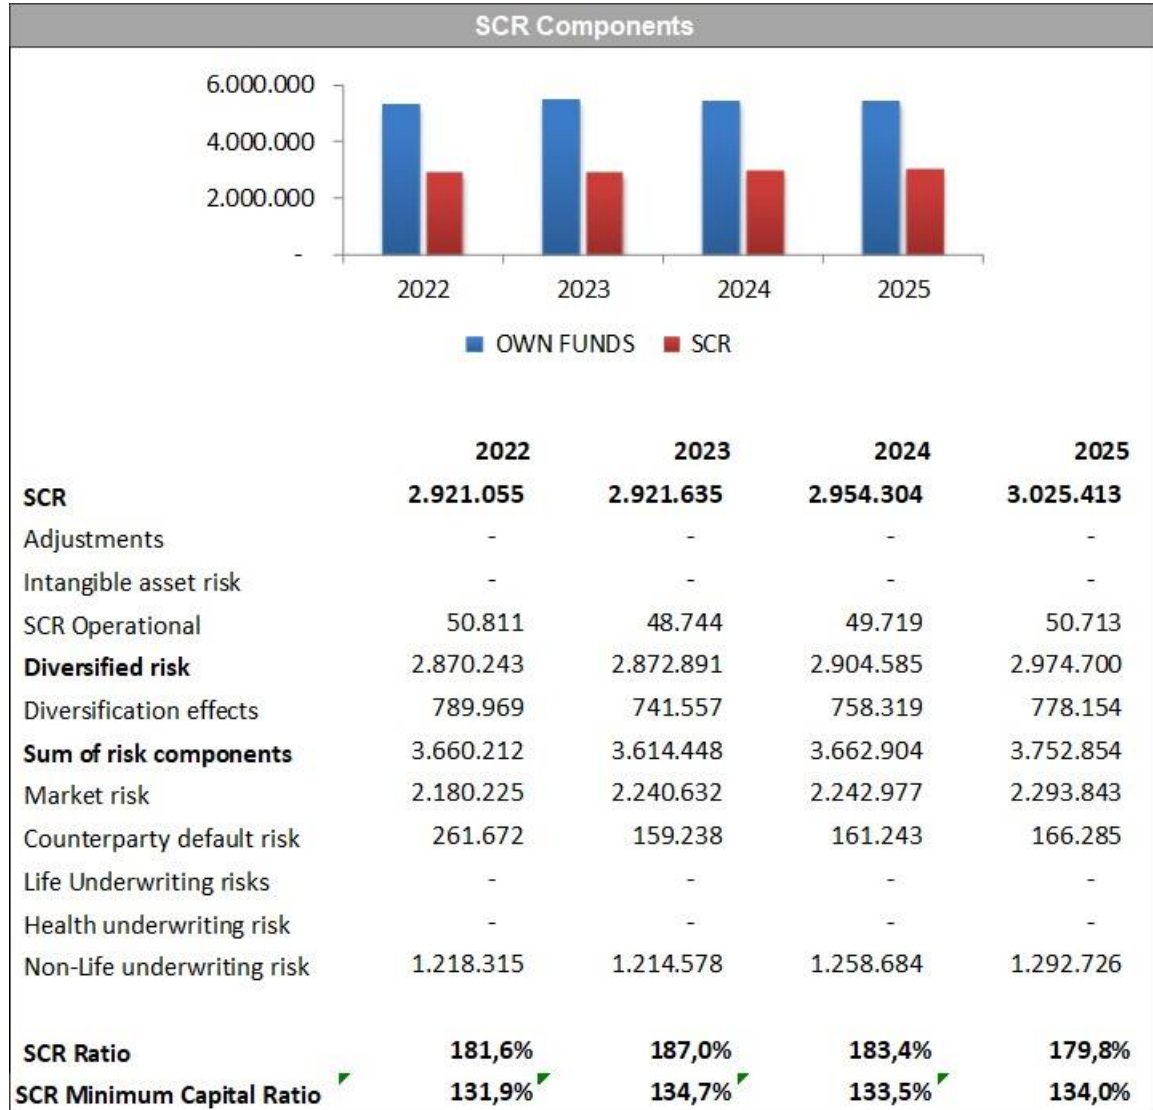 SCR Components
6.000.000
4.000.000
2.000.000
-
2022 2023 2024 2025
OWN FUNDS SCR
2022 2023 2024 2025
SCR 2.921.055 2.921.635 2.954.304 3.025.413
Adjustments - - - -
Intangible asset risk - - - -
SCR Operational 50.811 48.744 49.719 50.713
Diversified risk 2.870.243 2.872.891 2.904.585 2.974.700
Diversification effects 789.969 741.557 758.319 778.154
Sum of risk components 3.660.212 3.614.448 3.662.904 3.752.854
Market risk 2.180.225 2.240.632 2.242.977 2.293.843
Counterparty default risk 261.672 159.238 161.243 166.285
Life Underwriting risks - - - -
Health underwriting risk - - - -
Non-Life underwriting risk 1.218.315 1.214.578 1.258.684 1.292.726
SCR Ratio 181,6% 187,0% 183,4% 179,8%
SCR Minimum Capital Ratio 131,9% 134,7% 133,5% 134,0%